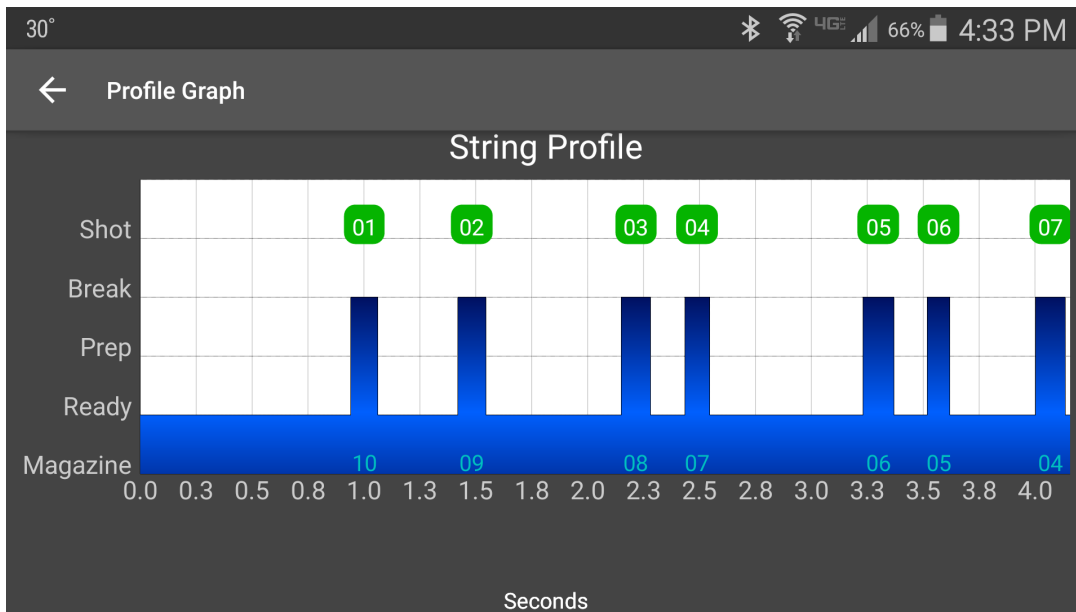 30° 4G 66% 4:33 PM
Profile Graph
String Profile
Shot 01 02 03 04 05 06 07
Break
Prep
Ready
Magazine 10 09 08 07 06 05 04
0.0 0.3 0.5 0.8 1.0 1.3 1.5 1.8 2.0 2.3 2.5 2.8 3.0 3.3 3.5 3.8 4.0
Seconds